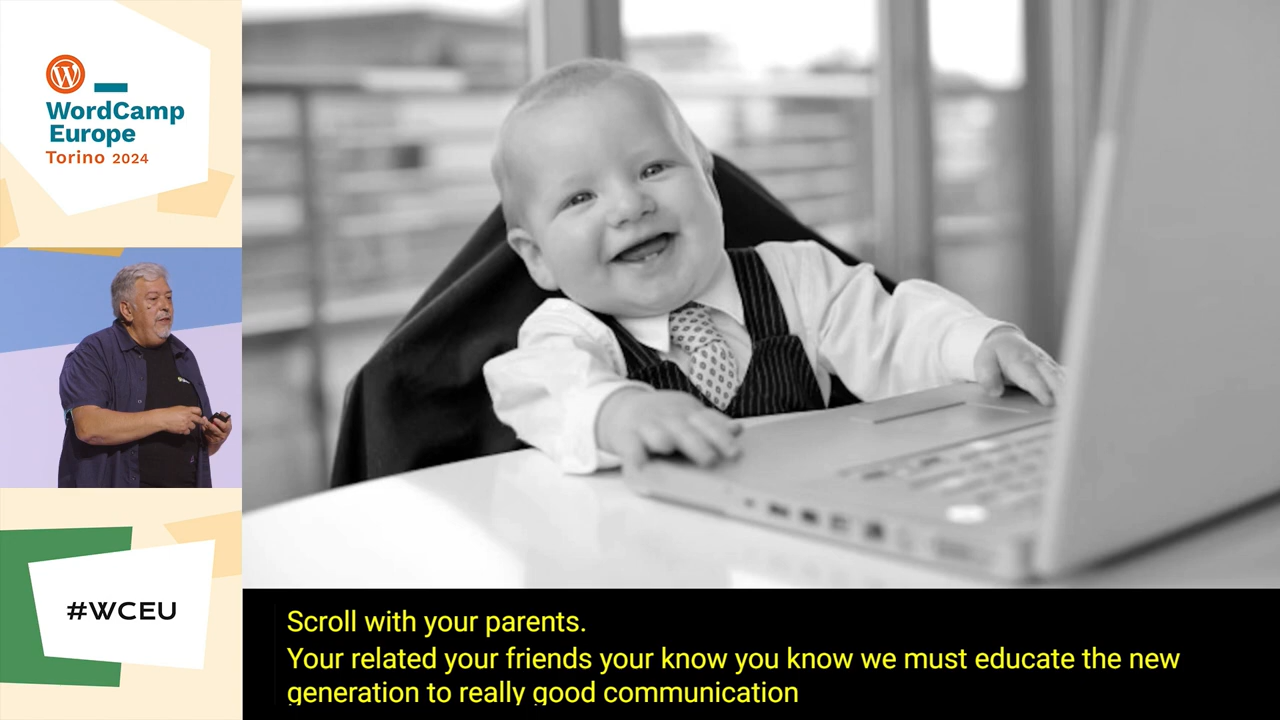 WordCamp
Europe
Torino 2024
#WCEU
Scroll with your parents.
Your related your friends your know you know we must educate the new
generation to really good communication